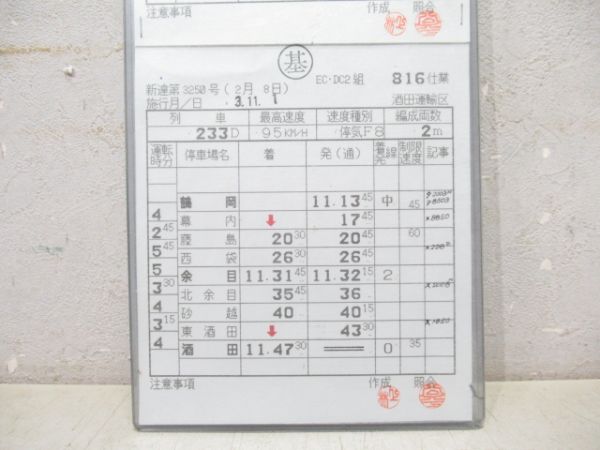 注意事項 作成 照合
基
新達第3250号(2月 8日) EC・DC2組 816仕業
施行月/日 3.11. 1 酒田運輸区
列車 最高速度 速度種別 編成両数
233D 95KM/H 停気F8 2m
運転時分 停車場名 着 発(通) 着発線 制限速度 記事
鶴岡 11.13 45 中 45
4
幕内 ↓ 17 45
2 45
藤島 20 30 20 45 60
5 45
西袋 26 30 26 45
5
余目 11.31 45 11.32 15 2
3 30
北余目 35 45 36
4
砂越 40 40 15
3 15
東酒田 ↓ 43 30
4
酒田 11.47 30 0 35
注意事項 作成 照合